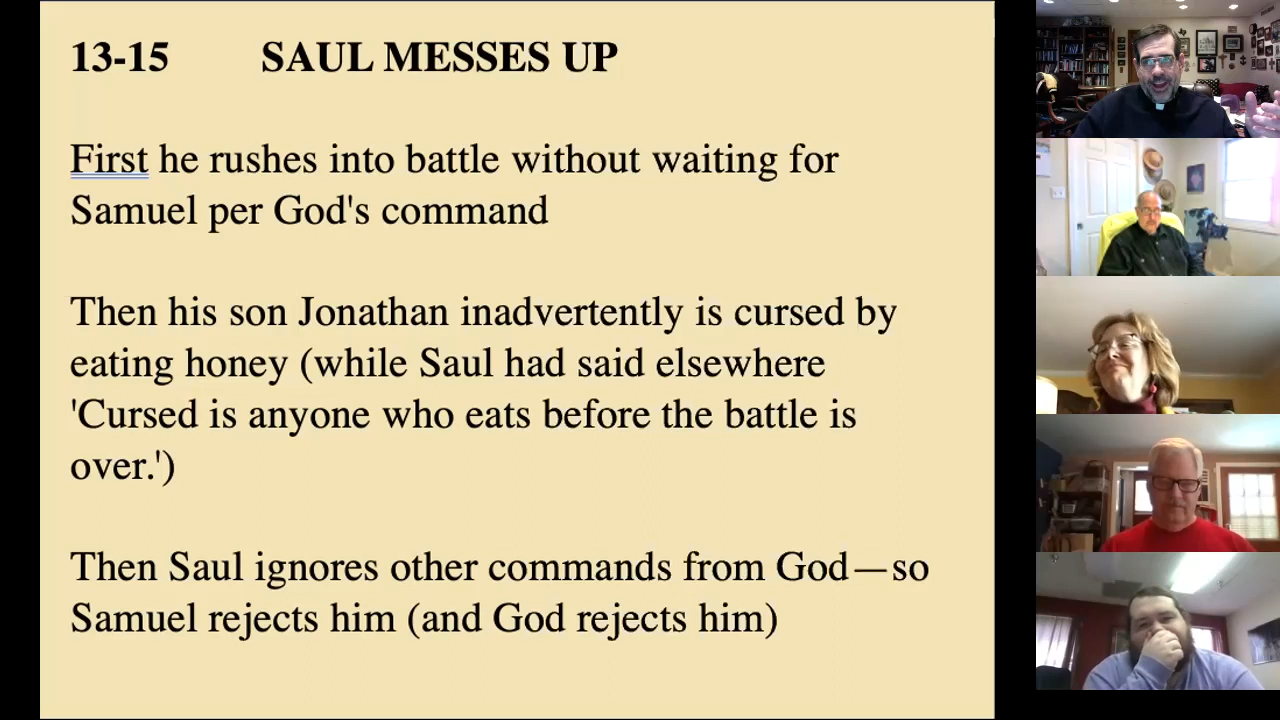 13-15 SAUL MESSES UP
First he rushes into battle without waiting for
Samuel per God's command
Then his son Jonathan inadvertently is cursed by
eating honey (while Saul had said elsewhere
'Cursed is anyone who eats before the battle is
over.')
Then Saul ignores other commands from God—so
Samuel rejects him (and God rejects him)